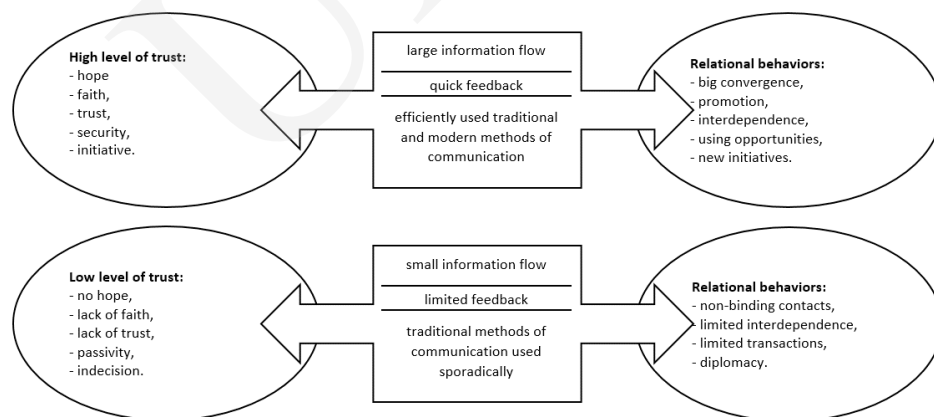 High level of trust:
- hope
- faith,
- trust,
- security,
- initiative.
large information flow
quick feedback
efficiently used traditional
and modern methods of
communication
Relational behaviors:
- big convergence,
- promotion,
- interdependence,
- using opportunities,
- new initiatives.
Low level of trust:
- no hope,
- lack of faith,
- lack of trust,
- passivity,
- indecision.
small information flow
limited feedback
traditional methods of
communication used
sporadically
Relational behaviors:
- non-binding contacts,
- limited interdependence,
- limited transactions,
- diplomacy.